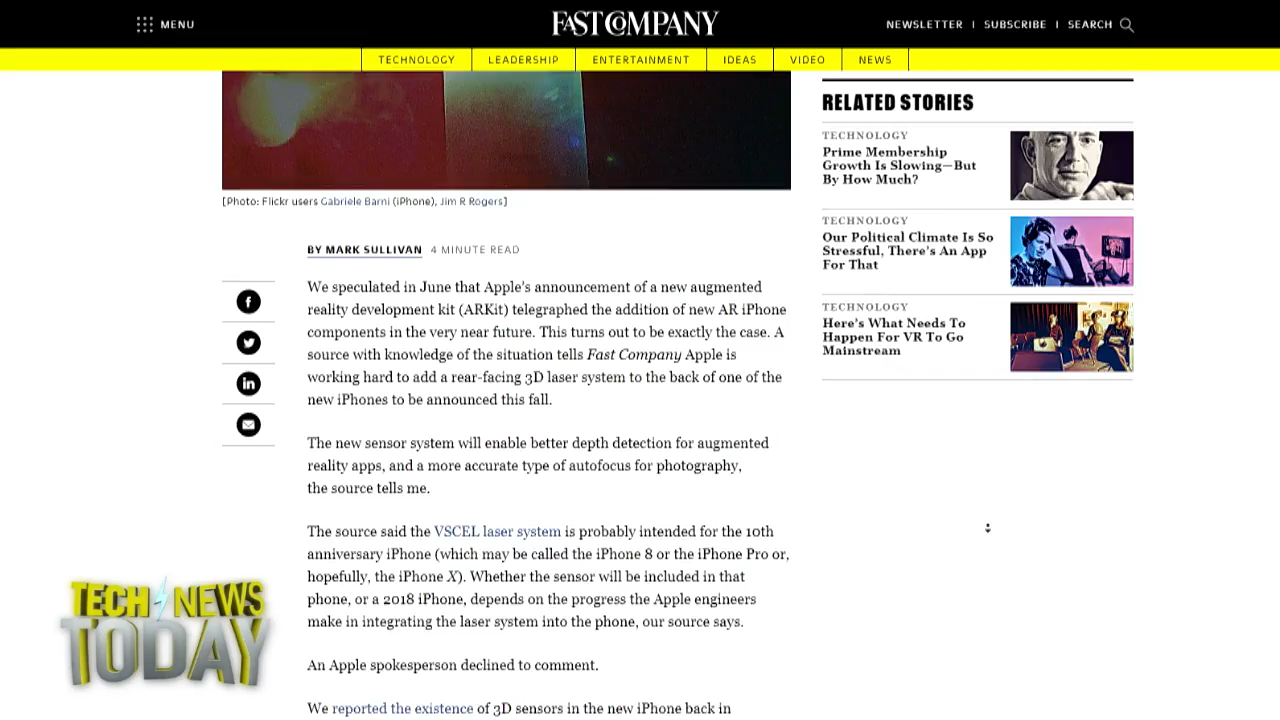 MENU
FAST COMPANY
NEWSLETTER | SUBSCRIBE | SEARCH
TECHNOLOGY
LEADERSHIP
ENTERTAINMENT
IDEAS
VIDEO
NEWS
[Photo: Flickr users Gabriele Barni (iPhone), Jim R Rogers]
BY MARK SULLIVAN 4 MINUTE READ
We speculated in June that Apple's announcement of a new augmented
reality development kit (ARKit) telegraphed the addition of new AR iPhone
components in the very near future. This turns out to be exactly the case. A
source with knowledge of the situation tells Fast Company Apple is
working hard to add a rear-facing 3D laser system to the back of one of the
new iPhones to be announced this fall.
The new sensor system will enable better depth detection for augmented
reality apps, and a more accurate type of autofocus for photography,
the source tells me.
The source said the VSCEL laser system is probably intended for the 10th
anniversary iPhone (which may be called the iPhone 8 or the iPhone Pro or,
hopefully, the iPhone X). Whether the sensor will be included in that
phone, or a 2018 iPhone, depends on the progress the Apple engineers
make in integrating the laser system into the phone, our source says.
An Apple spokesperson declined to comment.
We reported the existence of 3D sensors in the new iPhone back in
RELATED STORIES
TECHNOLOGY
Prime Membership
Growth Is Slowing—But
By How Much?
TECHNOLOGY
Our Political Climate Is So
Stressful, There's An App
For That
TECHNOLOGY
Here's What Needs To
Happen For VR To Go
Mainstream
TECH NEWS
TODAY